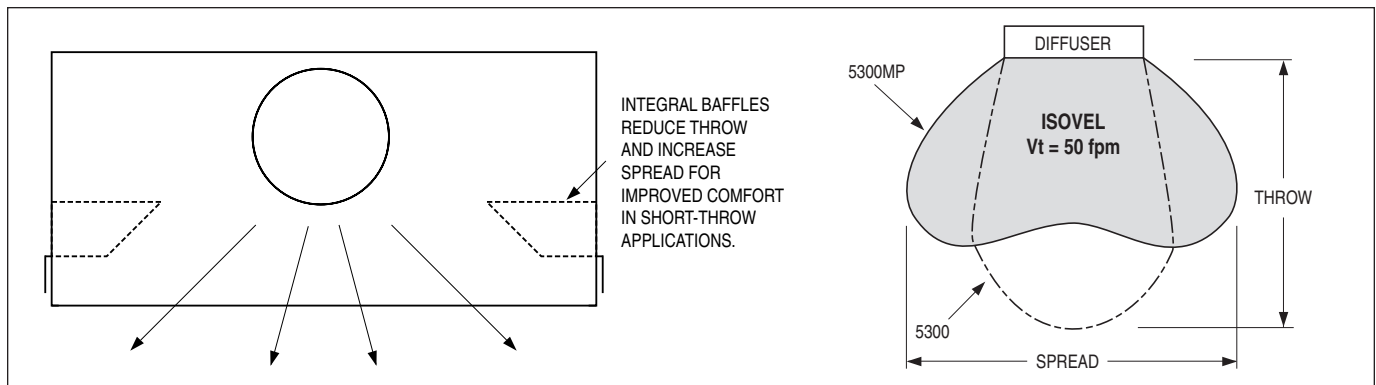 INTEGRAL BAFFLES
REDUCE THROW
AND INCREASE
SPREAD FOR
IMPROVED COMFORT
IN SHORT-THROW
APPLICATIONS.
DIFFUSER
5300MP
ISOVEL
Vt = 50 fpm
THROW
5300
SPREAD